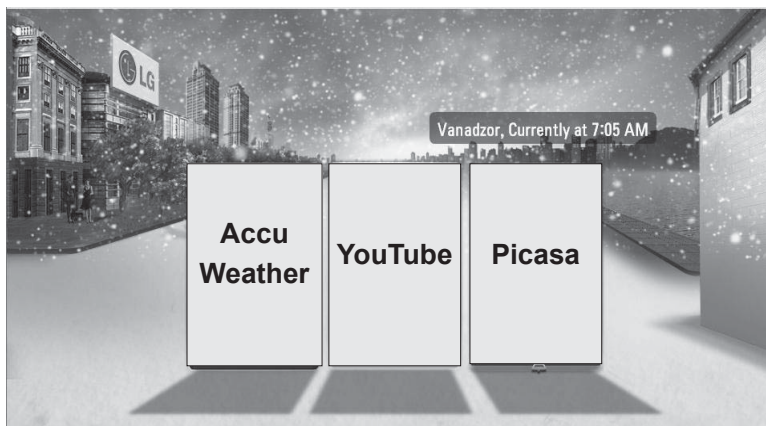 LG
Vanadzor, Currently at 7:05 AM
Accu
Weather
YouTube
Picasa